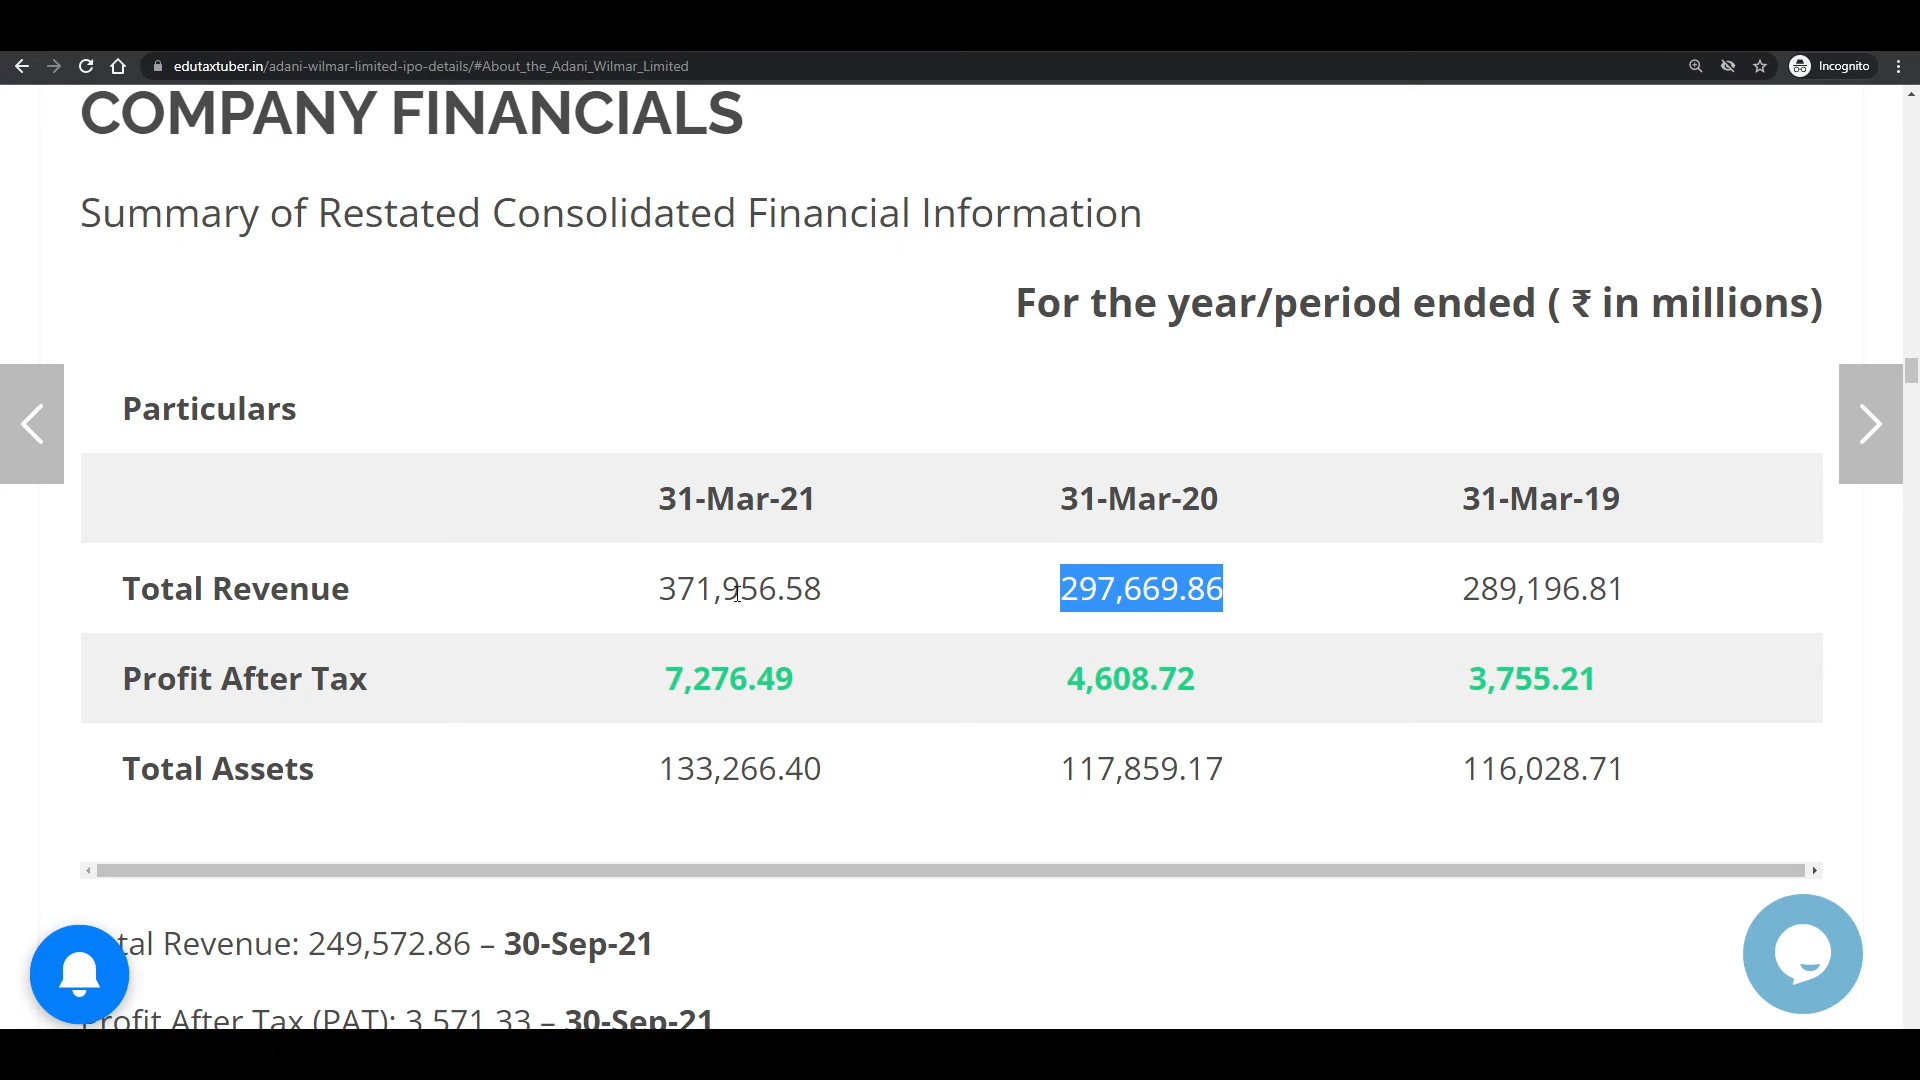 edutaxtuber.in/adani-wilmar-limited-ipo-details/#About_the_Adani_Wilmar_Limited
Incognito
COMPANY FINANCIALS
Summary of Restated Consolidated Financial Information
For the year/period ended ( ₹ in millions)
Particulars
31-Mar-21 31-Mar-20 31-Mar-19
Total Revenue 371,956.58 297,669.86 289,196.81
Profit After Tax 7,276.49 4,608.72 3,755.21
Total Assets 133,266.40 117,859.17 116,028.71
tal Revenue: 249,572.86 – 30-Sep-21
Profit After Tax (PAT): 3,571.33 – 30-Sep-21